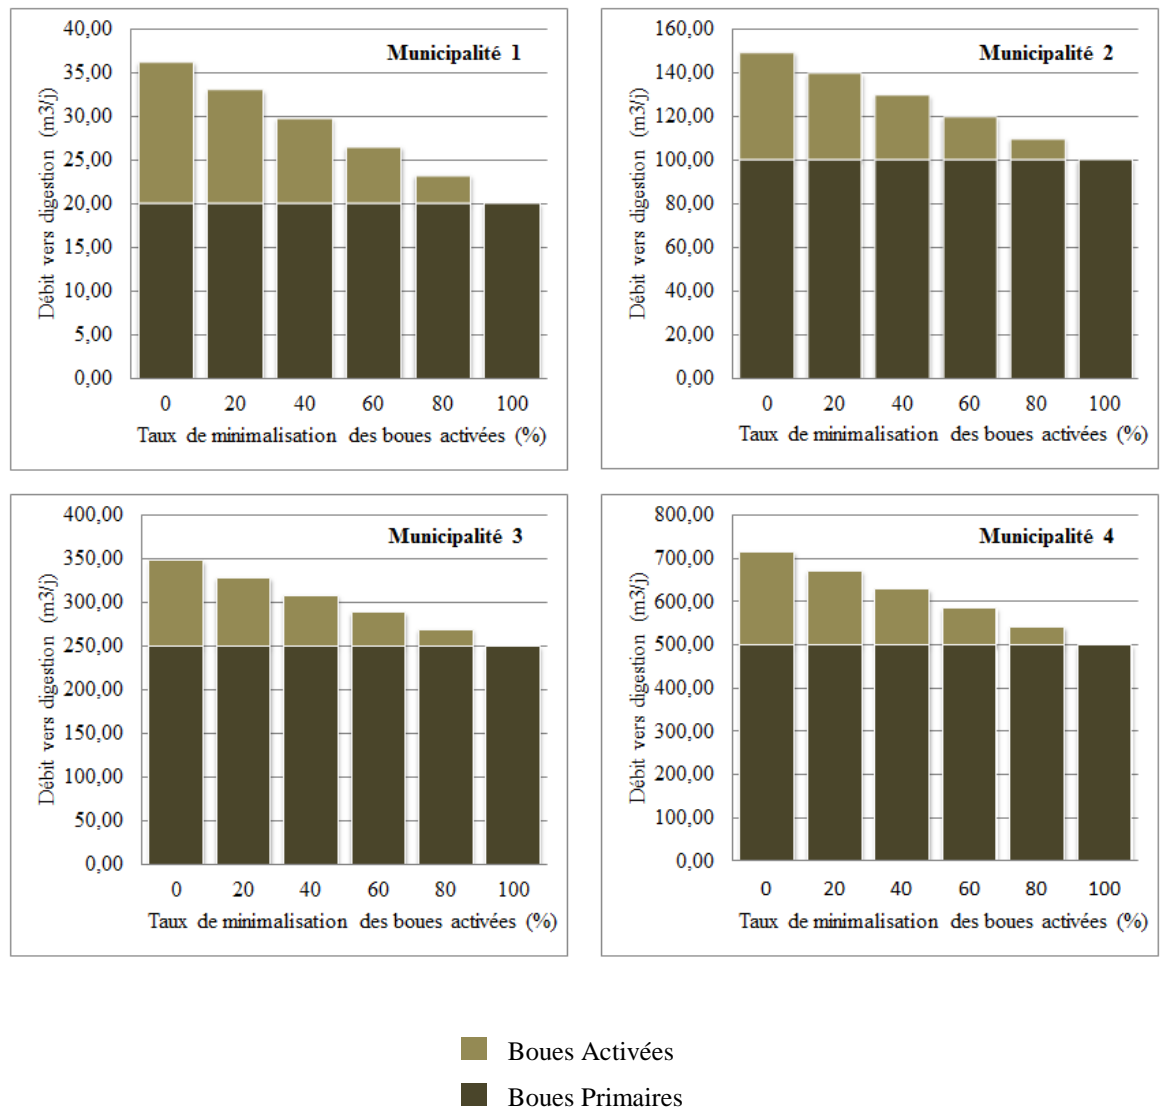 Municipalité 1
Débit vers digestion (m3/j)
40,00
35,00
30,00
25,00
20,00
15,00
10,00
5,00
0,00
0 20 40 60 80 100
Taux de minimalisation des boues activées (%)
Municipalité 2
Débit vers digestion (m3/j)
160,00
140,00
120,00
100,00
80,00
60,00
40,00
20,00
0,00
0 20 40 60 80 100
Taux de minimalisation des boues activées (%)
Municipalité 3
Débit vers digestion (m3/j)
400,00
350,00
300,00
250,00
200,00
150,00
100,00
50,00
0,00
0 20 40 60 80 100
Taux de minimalisation des boues activées (%)
Municipalité 4
Débit vers digestion (m3/j)
800,00
700,00
600,00
500,00
400,00
300,00
200,00
100,00
0,00
0 20 40 60 80 100
Taux de minimalisation des boues activées (%)
Boues Activées
Boues Primaires